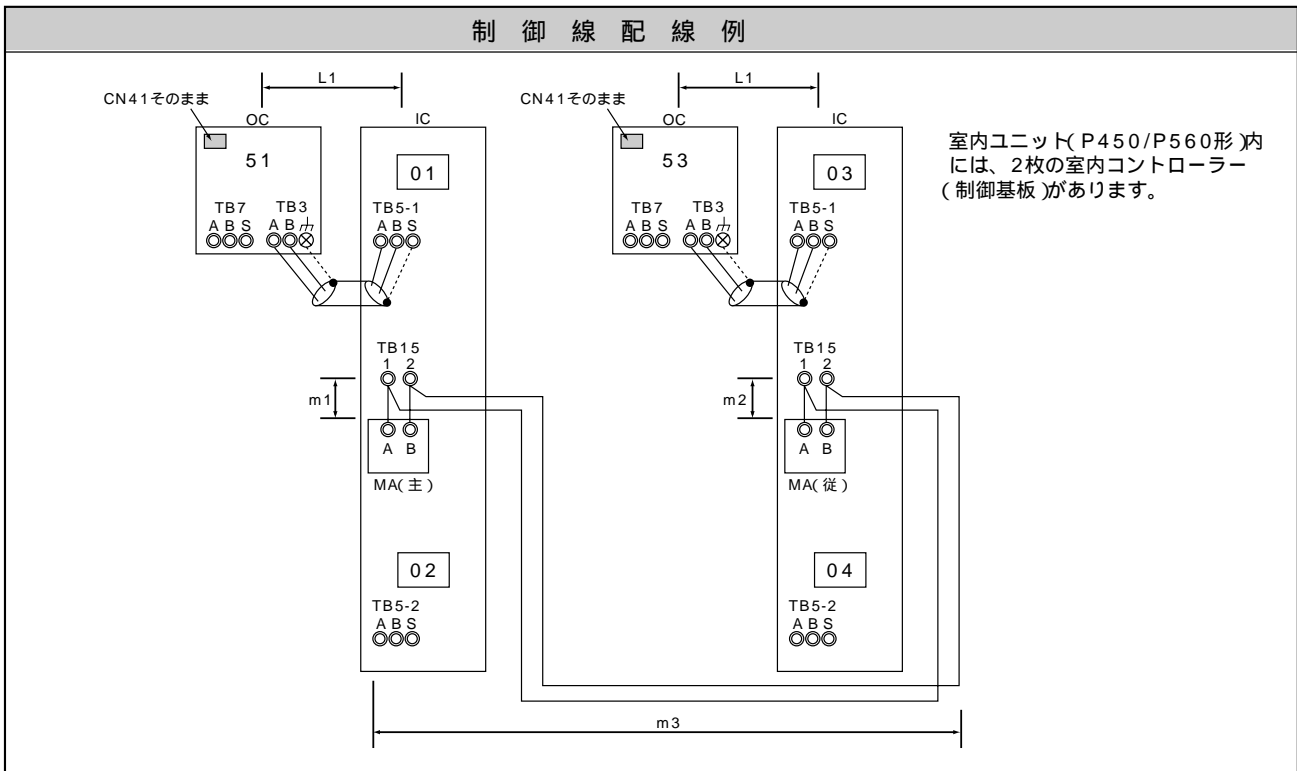 制御線配線例
L1
L1
CN41そのまま
CN41そのまま
OC
IC
OC
IC
室内ユニット(P450/P560形)内
には、2枚の室内コントローラー
(制御基板)があります。
51
01
53
03
TB7
TB3
TB5-1
TB7
TB3
TB5-1
A B S
A B
A B S
A B S
A B
A B S
TB15
TB15
1 2
1 2
m1
m2
A B
A B
MA(主)
MA(従)
02
04
TB5-2
TB5-2
A B S
A B S
m3